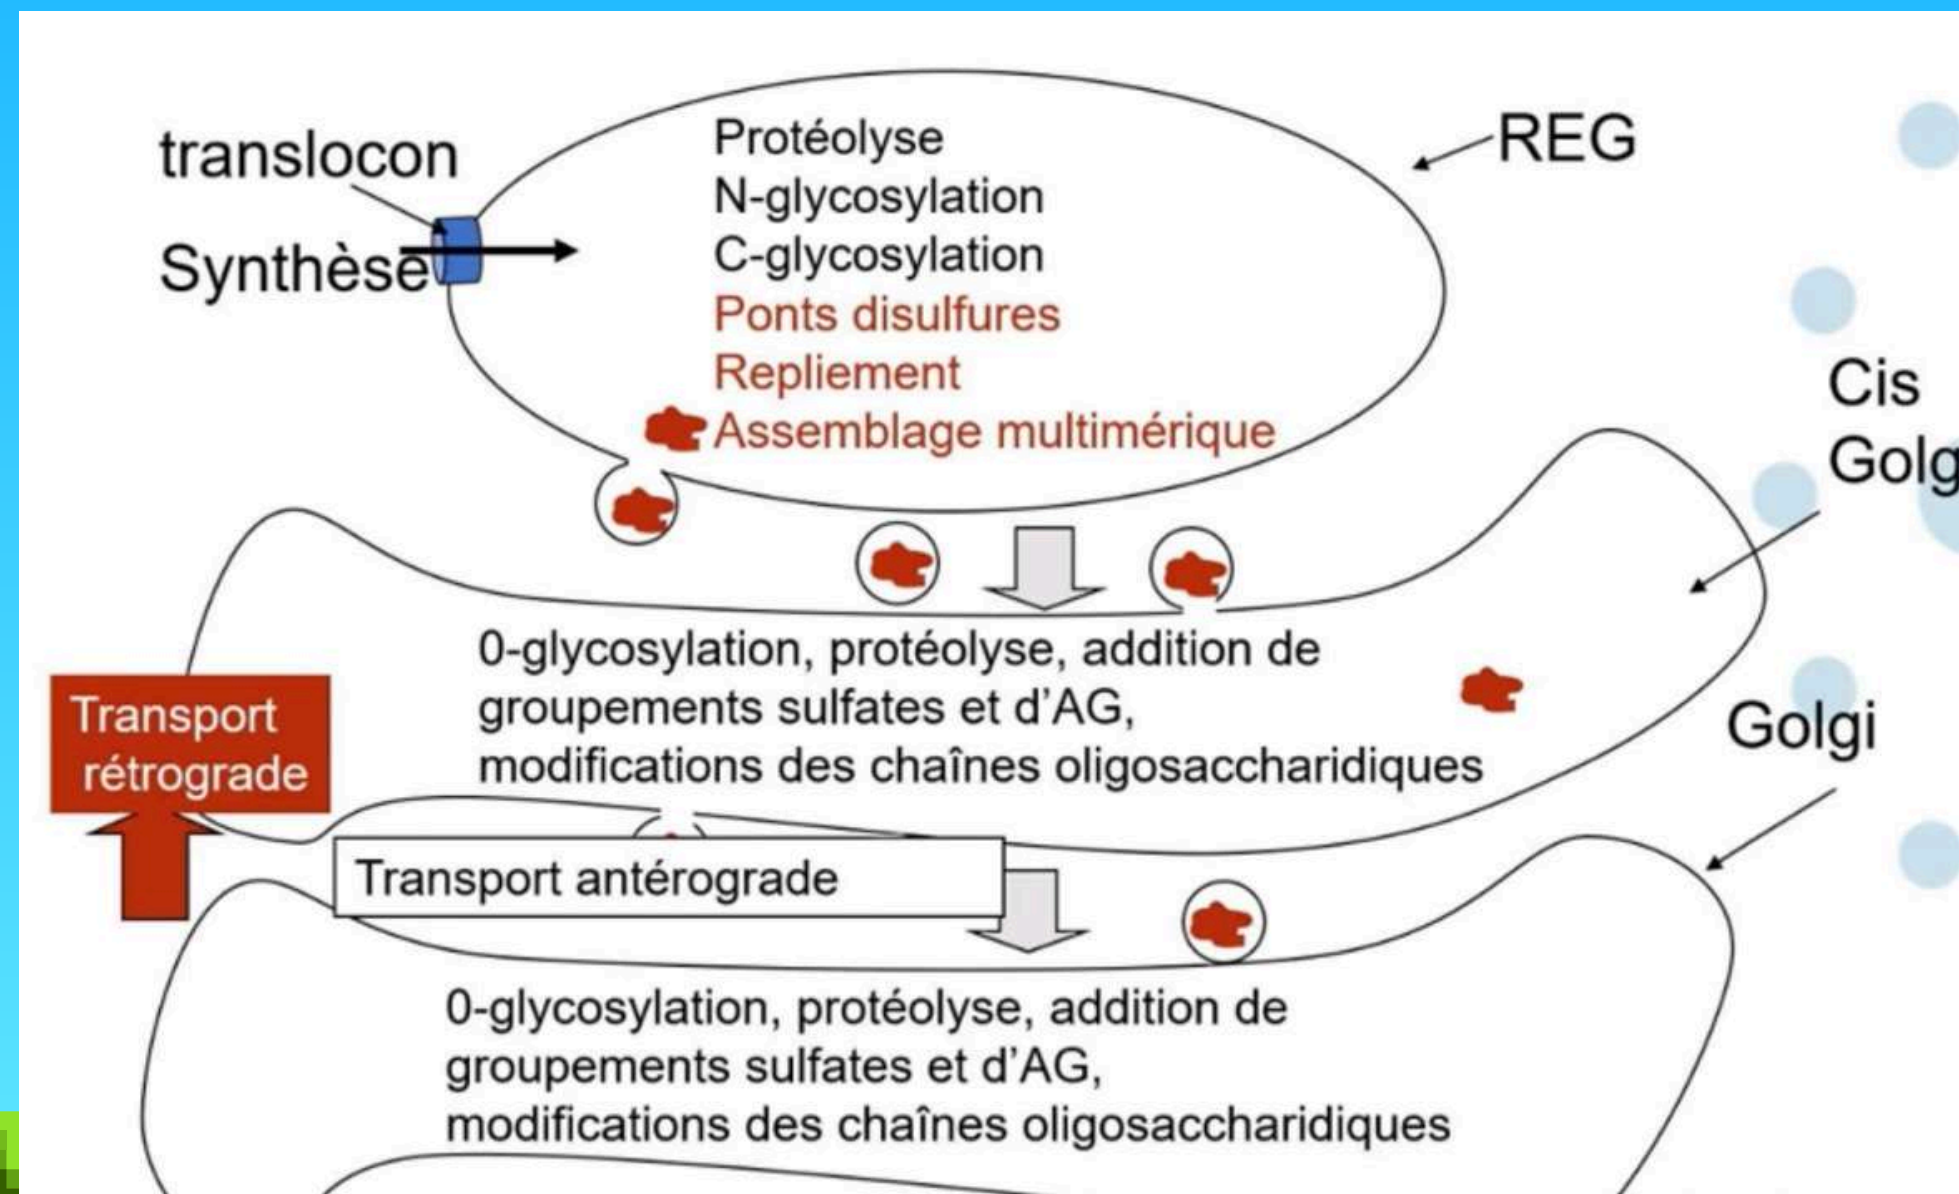 translocon
Synthèse
Protéolyse
N-glycosylation
C-glycosylation
Ponts disulfures
Repliement
Assemblage multimérique
REG
Cis
Golg
0-glycosylation, protéolyse, addition de
groupements sulfates et d'AG,
modifications des chaînes oligosaccharidiques
Transport
rétrograde
Golgi
Transport antérograde
0-glycosylation, protéolyse, addition de
groupements sulfates et d'AG,
modifications des chaînes oligosaccharidiques